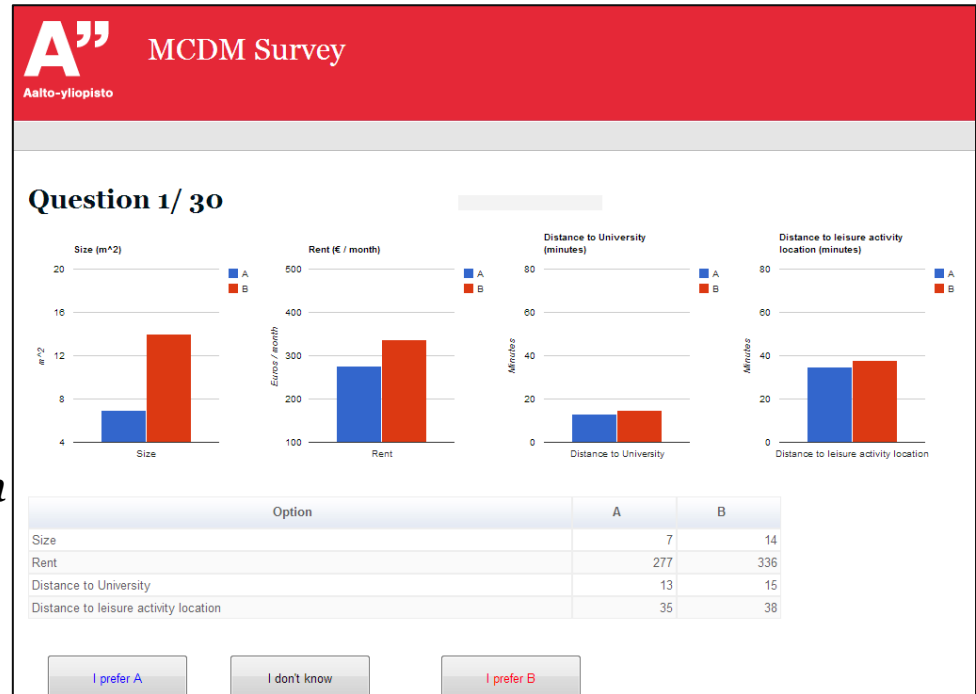 A”
MCDM Survey
Aalto-yliopisto
Question 1/ 30
Size (m^2)
20
16
12
8
4
m^2
Size
A
B
Rent (€ / month)
500
400
300
200
100
Euros / month
Rent
A
B
Distance to University
(minutes)
80
60
40
20
0
Minutes
Distance to University
A
B
Distance to leisure activity
location (minutes)
80
60
40
20
0
Minutes
Distance to leisure activity location
A
B
Option A B
Size 7 14
Rent 277 336
Distance to University 13 15
Distance to leisure activity location 35 38
I prefer A I don't know I prefer B